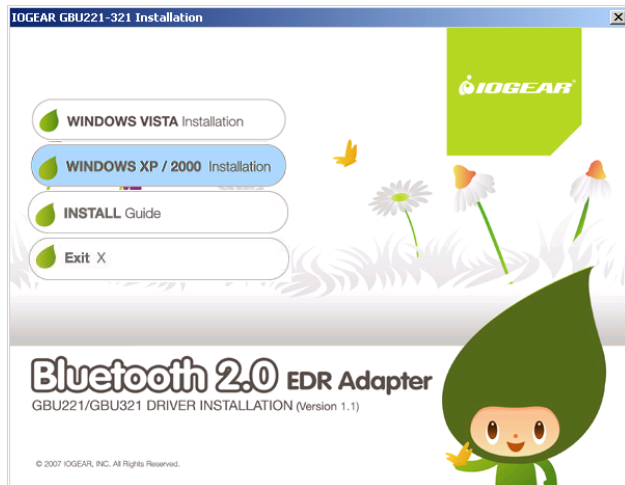 IOGEAR GBU221-321 Installation
IOGEAR
WINDOWS VISTA Installation
WINDOWS XP / 2000 Installation
INSTALL Guide
Exit X
Bluetooth 2.0 EDR Adapter
GBU221/GBU321 DRIVER INSTALLATION (Version 1.1)
© 2007 IOGEAR, INC. All Rights Reserved.